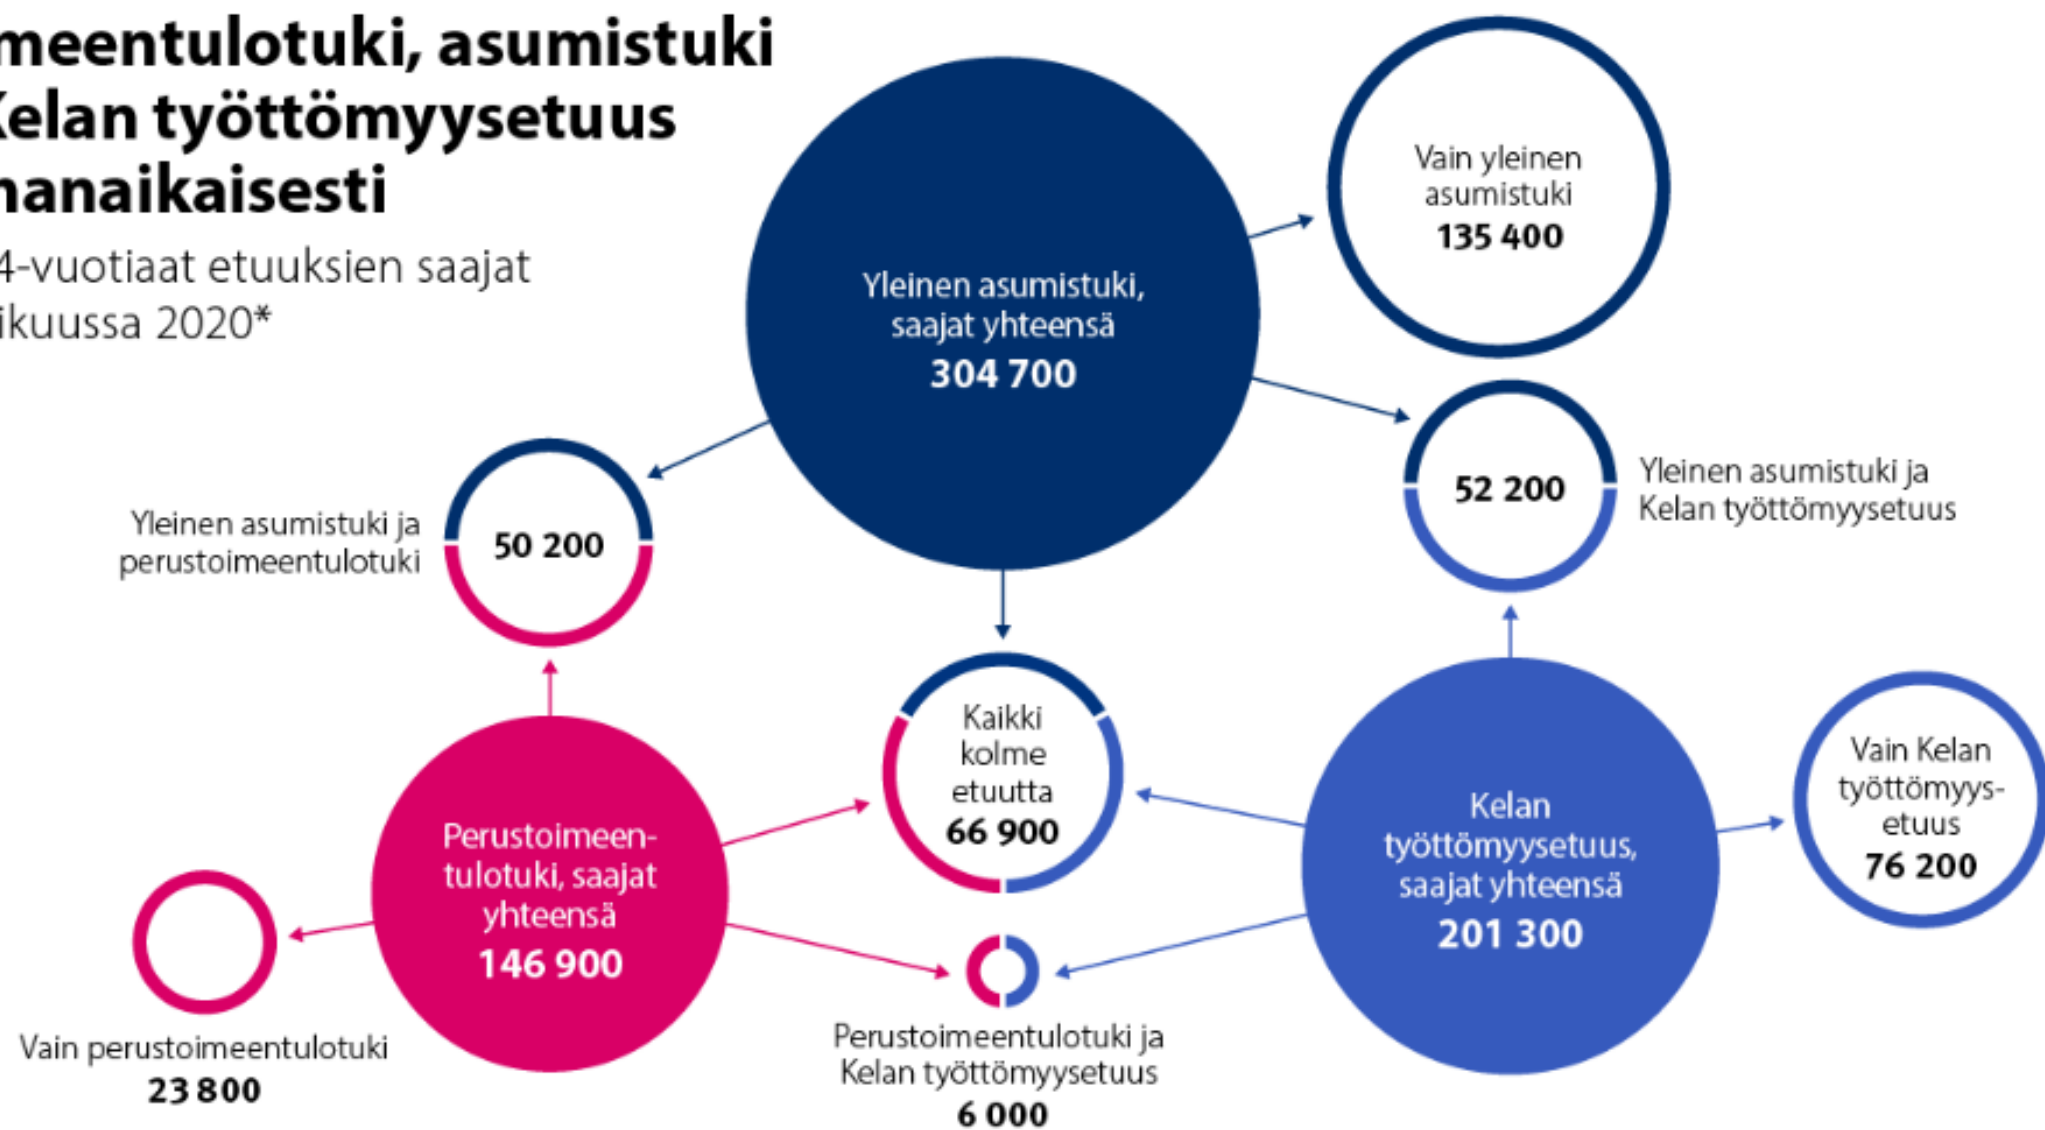 meentulotuki, asumistuki
Kelan työttömyysetuus
nanaikaisesti
4-vuotiaat etuuksien saajat
ikuussa 2020*
Yleinen asumistuki,
saajat yhteensä
304 700
Vain yleinen
asumistuki
135 400
Yleinen asumistuki ja
perustoimeentulotuki
50 200
52 200
Yleinen asumistuki ja
Kelan työttömyysetuus
Kaikki
kolme
etuutta
66 900
Perustoimeen-
tulotuki, saajat
yhteensä
146 900
Kelan
työttömyysetuus,
saajat yhteensä
201 300
Vain Kelan
työttömyys-
etuus
76 200
Vain perustoimeentulotuki
23 800
Perustoimeentulotuki ja
Kelan työttömyysetuus
6 000